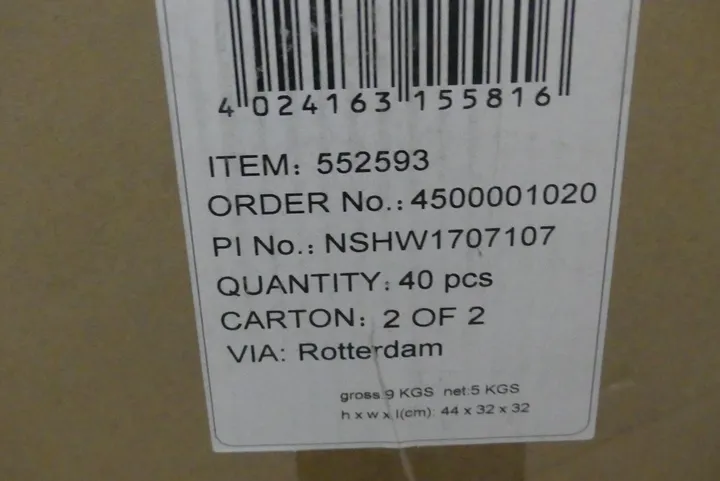 4 024163 155816
ITEM: 552593
ORDER No.: 4500001020
PI No.: NSHW1707107
QUANTITY: 40 pcs
CARTON: 2 OF 2
VIA: Rotterdam
gross:9 KGS net:5 KGS
h x w x l(cm): 44 x 32 x 32